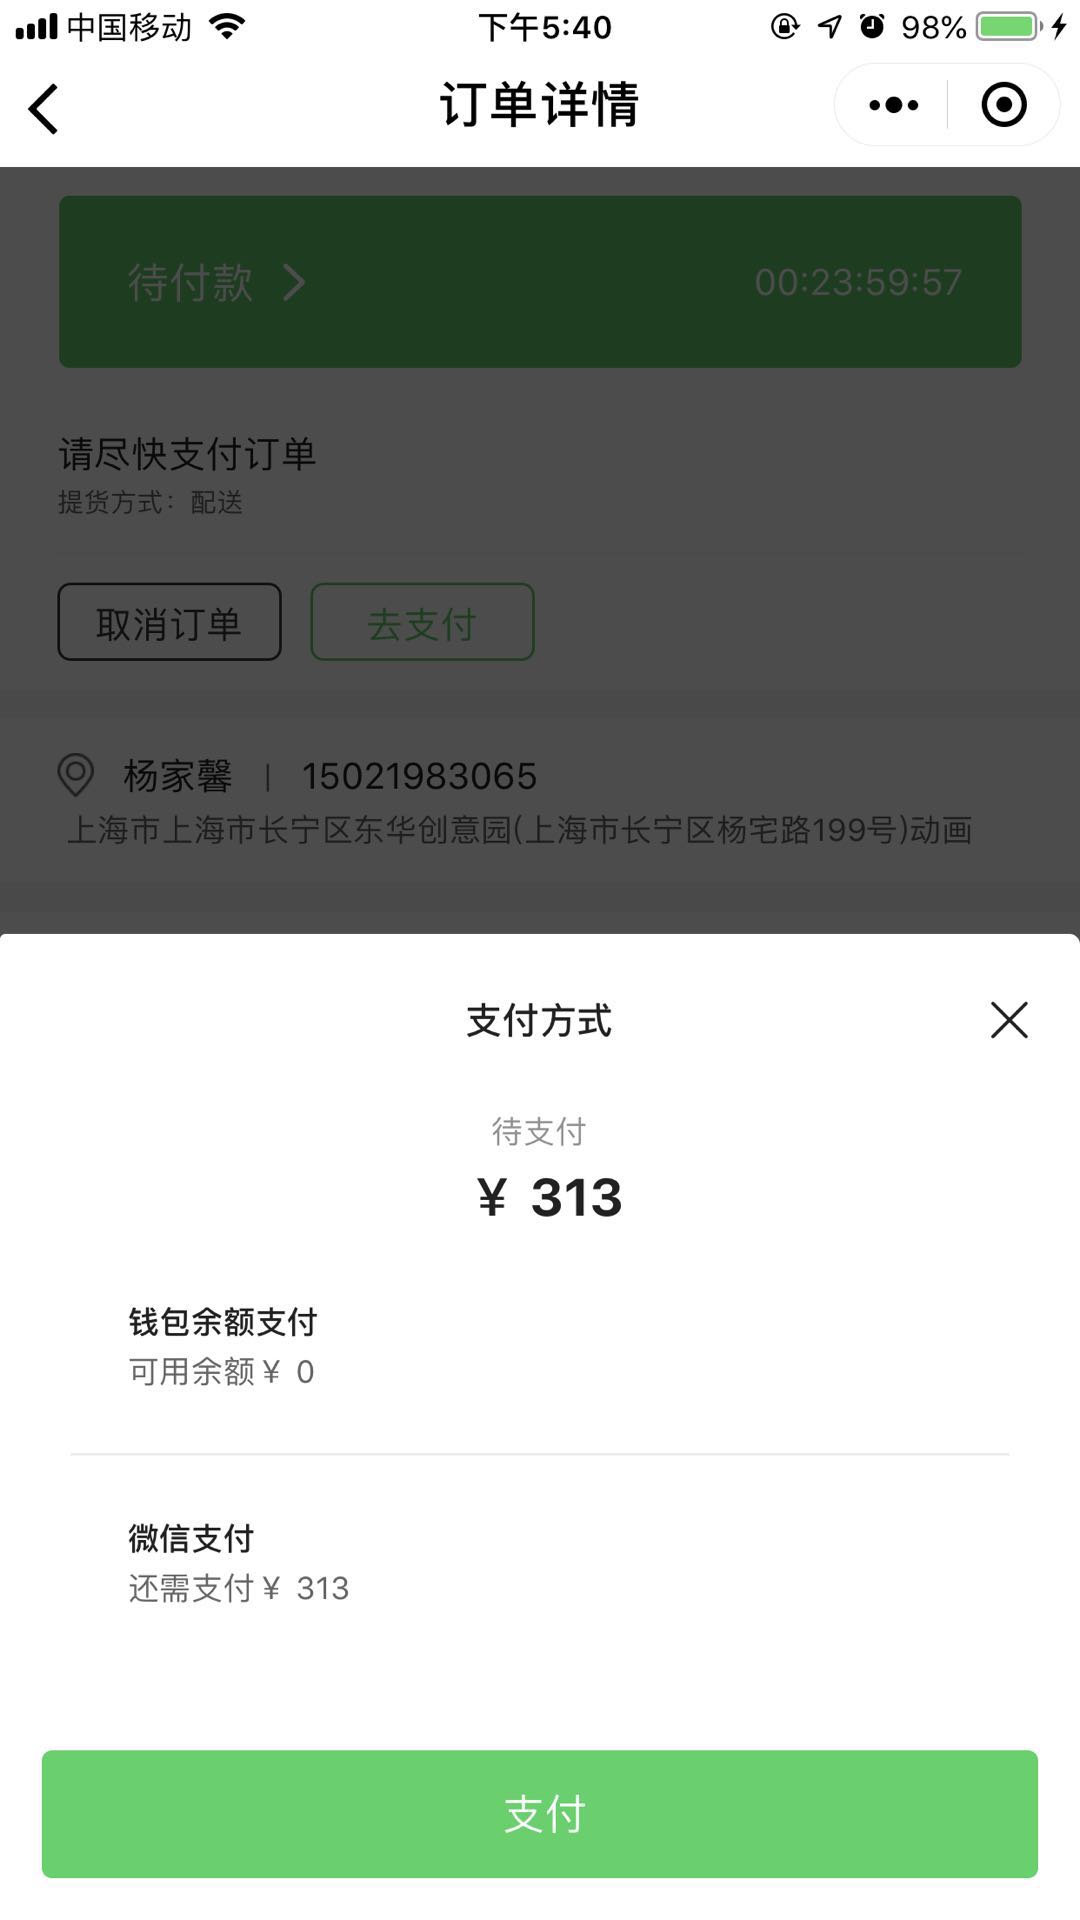 中国移动 下午5:40 98%
订单详情
待付款 00:23:59:57
请尽快支付订单
提货方式：配送
取消订单 去支付
杨家馨 | 15021983065
上海市上海市长宁区东华创意园(上海市长宁区杨宅路199号)动画
支付方式
待支付
¥ 313
钱包余额支付
可用余额¥ 0
微信支付
还需支付¥ 313
支付